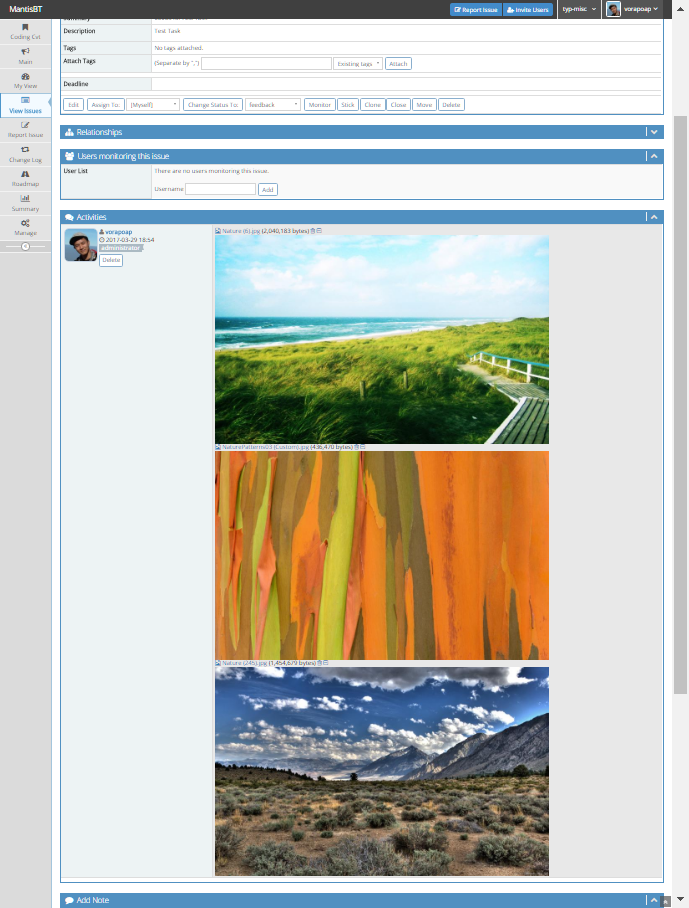 MantisBT
Report Issue
Invite Users
typ-misc
vorapoap
Coding Cvt
Main
My View
View Issues
Report Issue
Change Log
Roadmap
Summary
Manage
Description Test Task
Tags No tags attached.
Attach Tags (Separate by ",") Existing tags Attach
Deadline
Edit Assign To: [Myself] Change Status To: feedback Monitor Stick Clone Close Move Delete
Relationships
Users monitoring this issue
User List There are no users monitoring this issue.
Username Add
Activities
vorapoap
2017-03-29 18:54
administrator
Delete
Nature (6).jpg (2,040,183 bytes)
NaturePatterns03 (Custom).jpg (436,470 bytes)
Nature (245).jpg (1,454,679 bytes)
Add Note